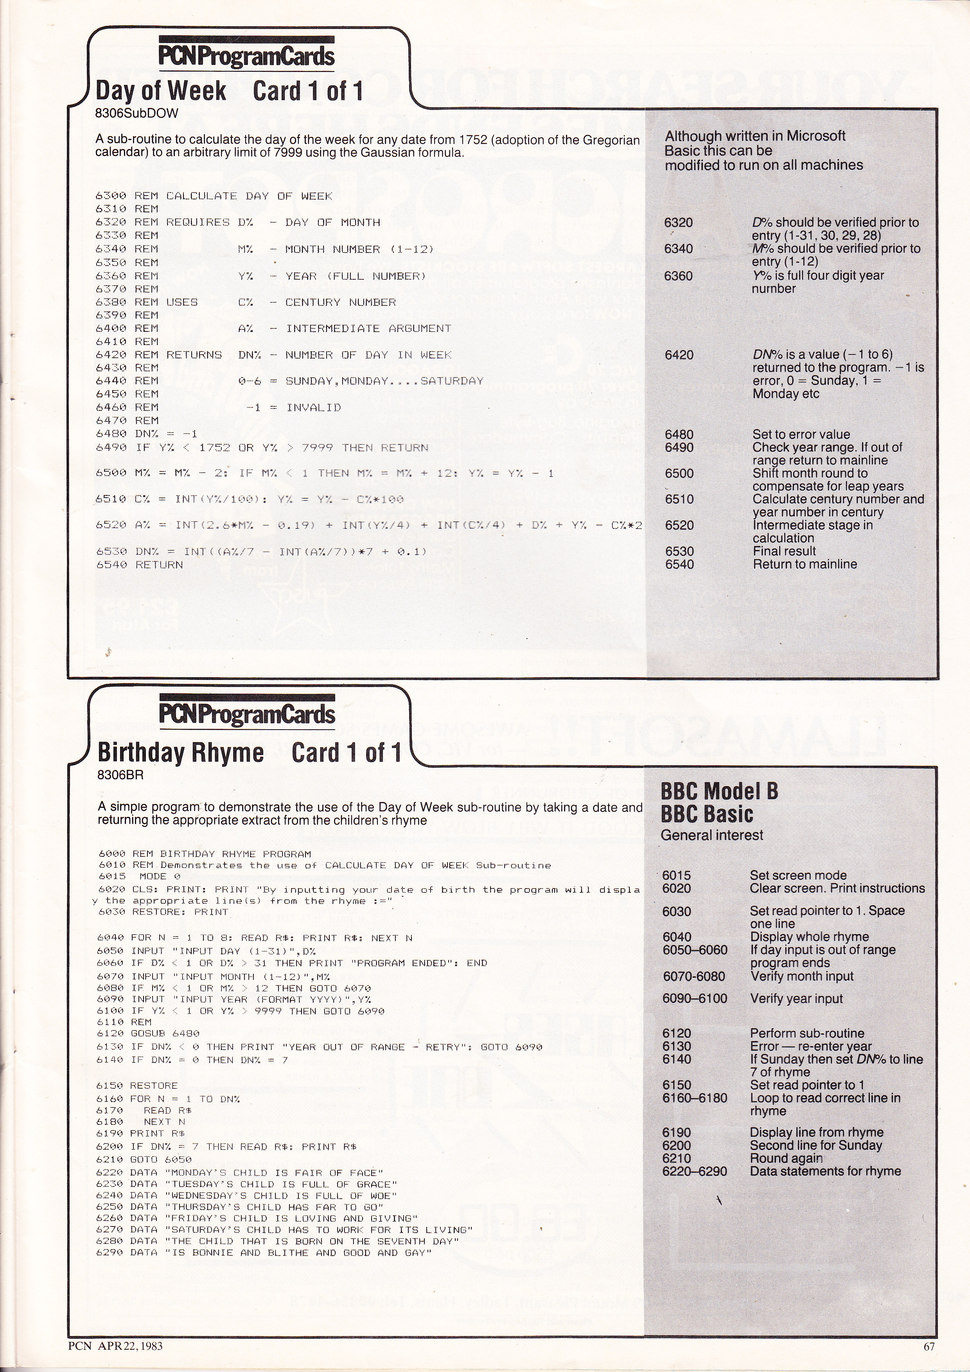 PCN ProgramCards
Day of Week Card 1 of 1
8306SubDOW
A sub-routine to calculate the day of the week for any date from 1752 (adoption of the Gregorian
calendar) to an arbitrary limit of 7999 using the Gaussian formula.
Although written in Microsoft
Basic this can be
modified to run on all machines
6300 REM CALCULATE DAY OF WEEK
6310 REM
6320 REM REQUIRES D% - DAY OF MONTH
6330 REM
6340 REM M% - MONTH NUMBER (1-12)
6350 REM
6360 REM Y% - YEAR (FULL NUMBER)
6370 REM
6380 REM USES C% - CENTURY NUMBER
6390 REM
6400 REM A% - INTERMEDIATE ARGUMENT
6410 REM
6420 REM RETURNS DN% - NUMBER OF DAY IN WEEK
6430 REM
6440 REM 0-6 = SUNDAY,MONDAY....SATURDAY
6450 REM
6460 REM -1 = INVALID
6470 REM
6480 DN% = -1
6490 IF Y% < 1752 OR Y% > 7999 THEN RETURN
6500 M% = M% - 2: IF M% < 1 THEN M% = M% + 12: Y% = Y% - 1
6510 C% = INT(Y%/100): Y% = Y% - C%*100
6520 A% = INT(2.6*M% - 0.19) + INT(Y%/4) + INT(C%/4) + D% + Y% - C%*2
6530 DN% = INT((A%/7 - INT(A%/7))*7 + 0.1)
6540 RETURN
6320 D% should be verified prior to
entry (1-31, 30, 29, 28)
6340 M% should be verified prior to
entry (1-12)
6360 Y% is full four digit year
number
6420 DN% is a value (−1 to 6)
returned to the program. −1 is
error, 0 = Sunday, 1 =
Monday etc
6480 Set to error value
6490 Check year range. If out of
range return to mainline
6500 Shift month round to
compensate for leap years
6510 Calculate century number and
year number in century
6520 Intermediate stage in
calculation
6530 Final result
6540 Return to mainline
PCN ProgramCards
Birthday Rhyme Card 1 of 1
8306BR
A simple program to demonstrate the use of the Day of Week sub-routine by taking a date and
returning the appropriate extract from the children's rhyme
BBC Model B
BBC Basic
General interest
6000 REM BIRTHDAY RHYME PROGRAM
6010 REM Demonstrates the use of CALCULATE DAY OF WEEK Sub-routine
6015 MODE 0
6020 CLS: PRINT: PRINT "By inputting your date of birth the program will displa
y the appropriate line(s) from the rhyme :="
6030 RESTORE: PRINT
6040 FOR N = 1 TO 8: READ R$: PRINT R$: NEXT N
6050 INPUT "INPUT DAY (1-31)",D%
6060 IF D% < 1 OR D% > 31 THEN PRINT "PROGRAM ENDED": END
6070 INPUT "INPUT MONTH (1-12)",M%
6080 IF M% < 1 OR M% > 12 THEN GOTO 6070
6090 INPUT "INPUT YEAR (FORMAT YYYY)",Y%
6100 IF Y% < 1 OR Y% > 9999 THEN GOTO 6090
6110 REM
6120 GOSUB 6480
6130 IF DN% < 0 THEN PRINT "YEAR OUT OF RANGE - RETRY": GOTO 6090
6140 IF DN% = 0 THEN DN% = 7
6150 RESTORE
6160 FOR N = 1 TO DN%
6170 READ R$
6180 NEXT N
6190 PRINT R$
6200 IF DN% = 7 THEN READ R$: PRINT R$
6210 GOTO 6050
6220 DATA "MONDAY'S CHILD IS FAIR OF FACE"
6230 DATA "TUESDAY'S CHILD IS FULL OF GRACE"
6240 DATA "WEDNESDAY'S CHILD IS FULL OF WOE"
6250 DATA "THURSDAY'S CHILD HAS FAR TO GO"
6260 DATA "FRIDAY'S CHILD IS LOVING AND GIVING"
6270 DATA "SATURDAY'S CHILD HAS TO WORK FOR ITS LIVING"
6280 DATA "THE CHILD THAT IS BORN ON THE SEVENTH DAY"
6290 DATA "IS BONNIE AND BLITHE AND GOOD AND GAY"
6015 Set screen mode
6020 Clear screen. Print instructions
6030 Set read pointer to 1. Space
one line
6040 Display whole rhyme
6050–6060 If day input is out of range
program ends
6070-6080 Verify month input
6090–6100 Verify year input
6120 Perform sub-routine
6130 Error — re-enter year
6140 If Sunday then set DN% to line
7 of rhyme
6150 Set read pointer to 1
6160–6180 Loop to read correct line in
rhyme
6190 Display line from rhyme
6200 Second line for Sunday
6210 Round again
6220–6290 Data statements for rhyme
PCN APR 22, 1983
67